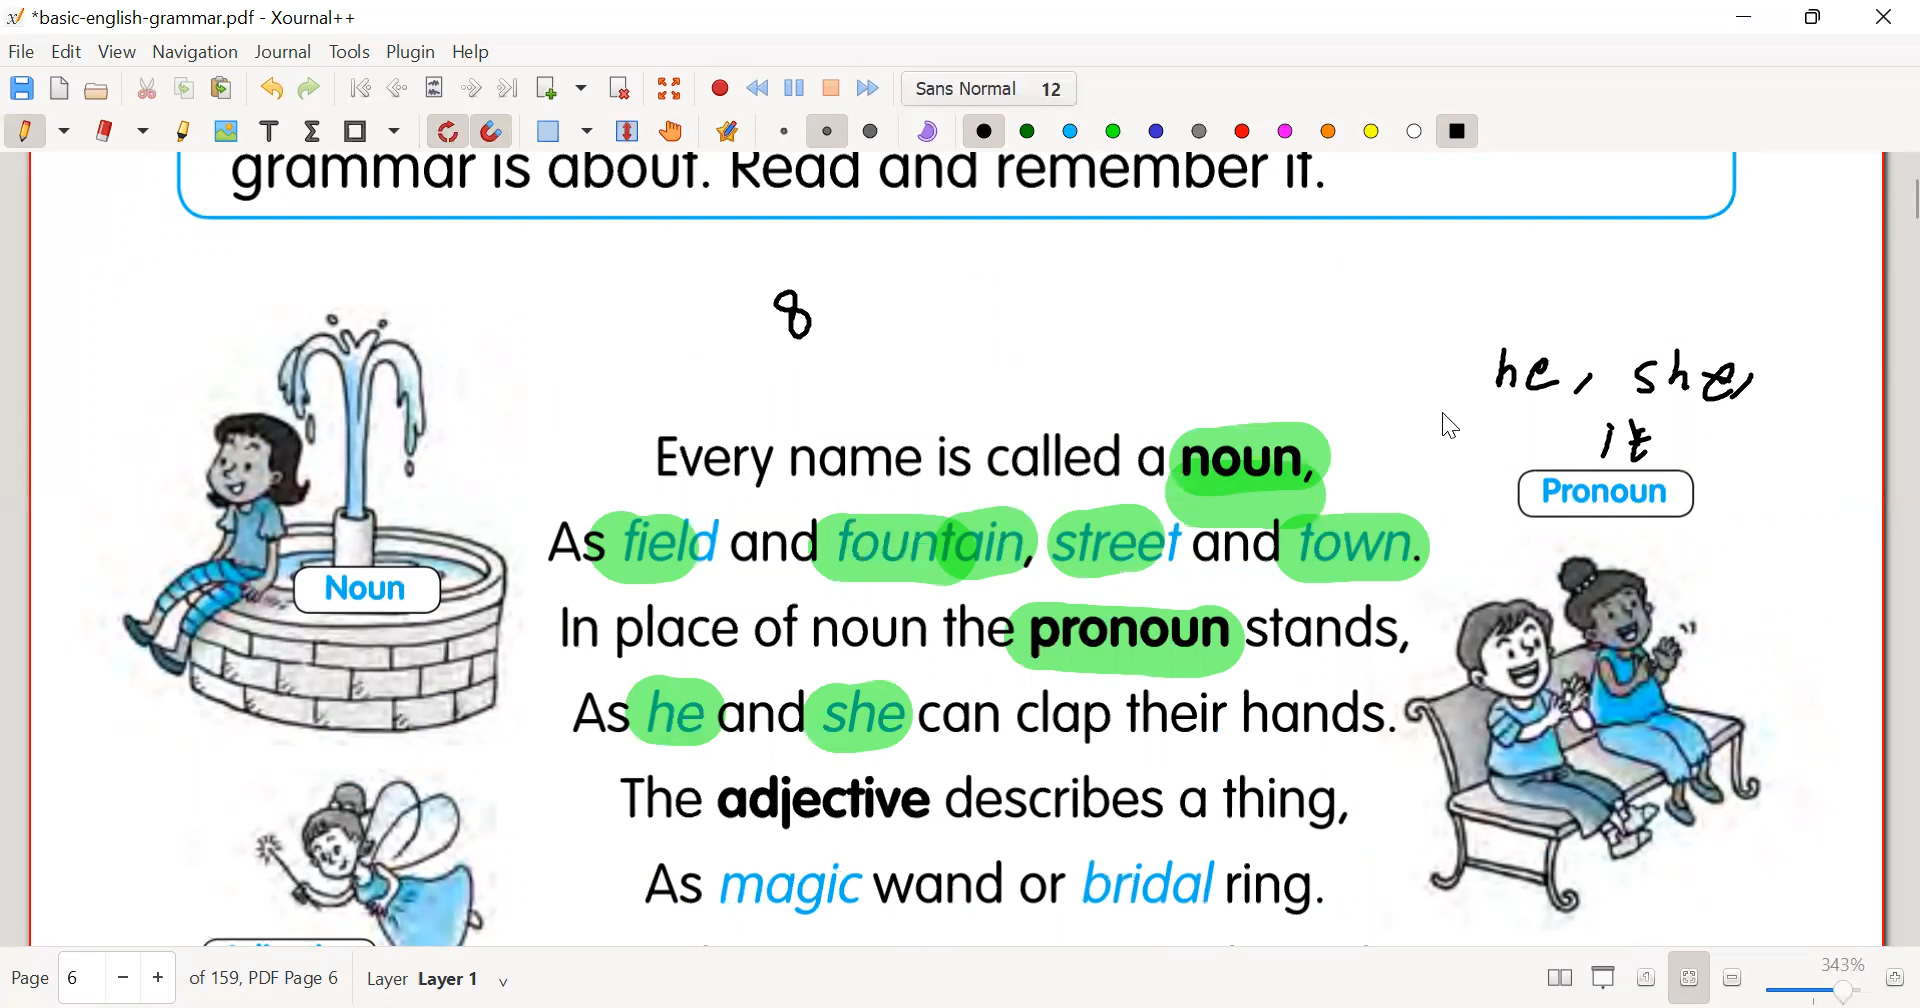 *basic-english-grammar.pdf - Xournal++
File Edit View Navigation Journal Tools Plugin Help
Sans Normal 12
grammar is about. Read and remember it.
8
he, she,
it
Pronoun
Noun
Every name is called a noun,
As field and fountain, street and town.
In place of noun the pronoun stands,
As he and she can clap their hands.
The adjective describes a thing,
As magic wand or bridal ring.
Page 6 of 159, PDF Page 6 Layer Layer 1 343%